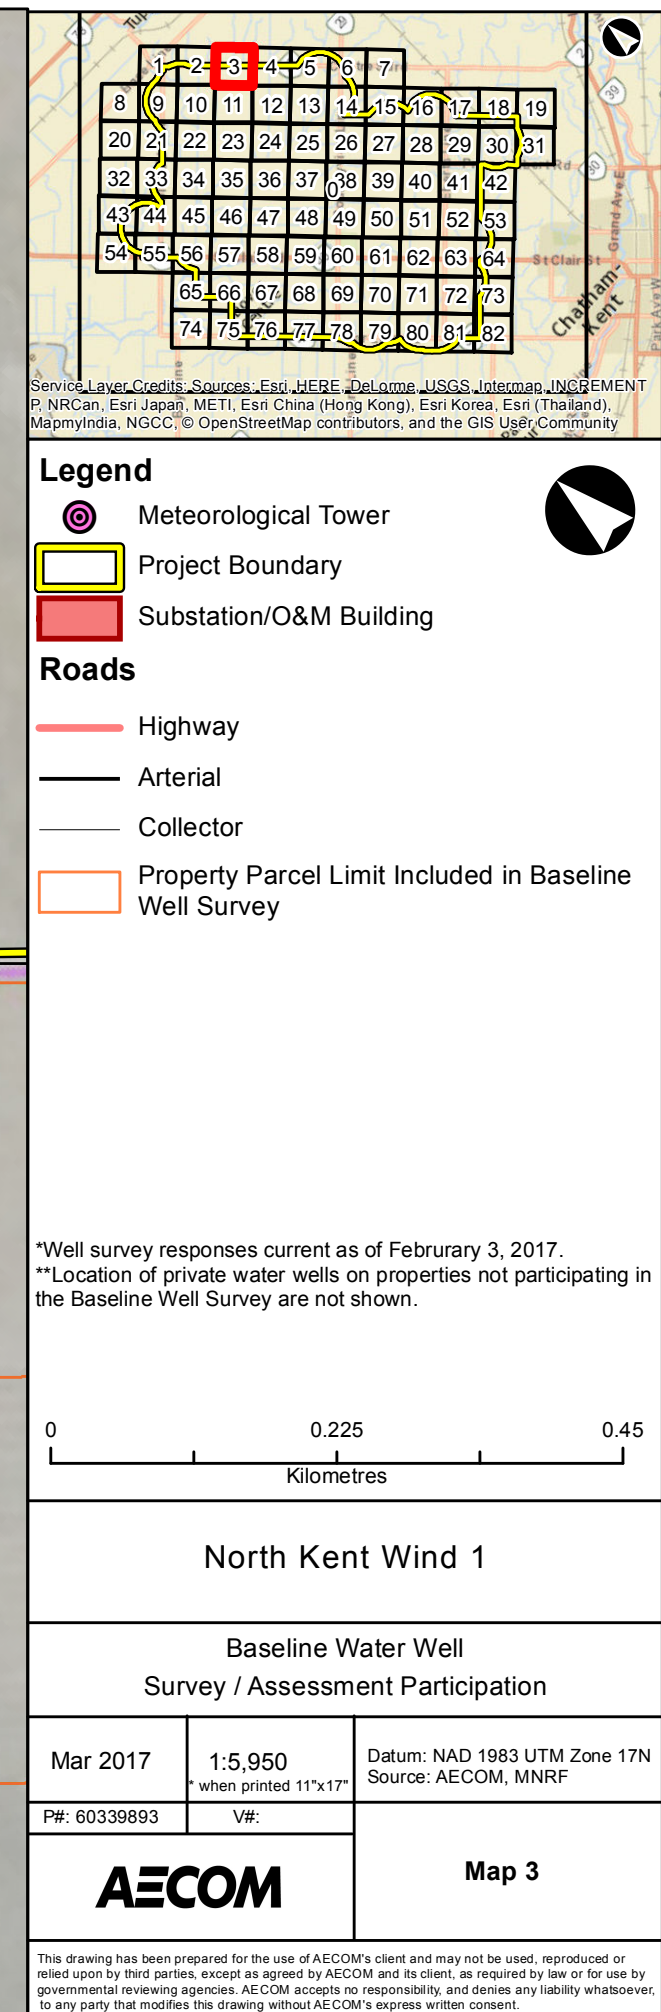 Tup
1 2 3 4 5 6 7
8 9 10 11 12 13 14 15 16 17 18 19
20 21 22 23 24 25 26 27 28 29 30 31
32 33 34 35 36 37 0 38 39 40 41 42
43 44 45 46 47 48 49 50 51 52 53
54 55 56 57 58 59 60 61 62 63 64
St Clair St
Grand Ave E
Chatham-
Kent
Park Ave W
65 66 67 68 69 70 71 72 73
74 75 76 77 78 79 80 81 82
Service Layer Credits: Sources: Esri, HERE, DeLorme, USGS, Intermap, INCREMENT
P, NRCan, Esri Japan, METI, Esri China (Hong Kong), Esri Korea, Esri (Thailand),
MapmyIndia, NGCC, © OpenStreetMap contributors, and the GIS User Community
Legend
Meteorological Tower
Project Boundary
Substation/O&M Building
Roads
Highway
Arterial
Collector
Property Parcel Limit Included in Baseline
Well Survey
*Well survey responses current as of Februrary 3, 2017.
**Location of private water wells on properties not participating in
the Baseline Well Survey are not shown.
0 0.225 0.45
Kilometres
North Kent Wind 1
Baseline Water Well
Survey / Assessment Participation
Mar 2017
1:5,950
* when printed 11"x17"
Datum: NAD 1983 UTM Zone 17N
Source: AECOM, MNRF
P#: 60339893
V#:
AECOM
Map 3
This drawing has been prepared for the use of AECOM's client and may not be used, reproduced or
relied upon by third parties, except as agreed by AECOM and its client, as required by law or for use by
governmental reviewing agencies. AECOM accepts no responsibility, and denies any liability whatsoever,
to any party that modifies this drawing without AECOM's express written consent.